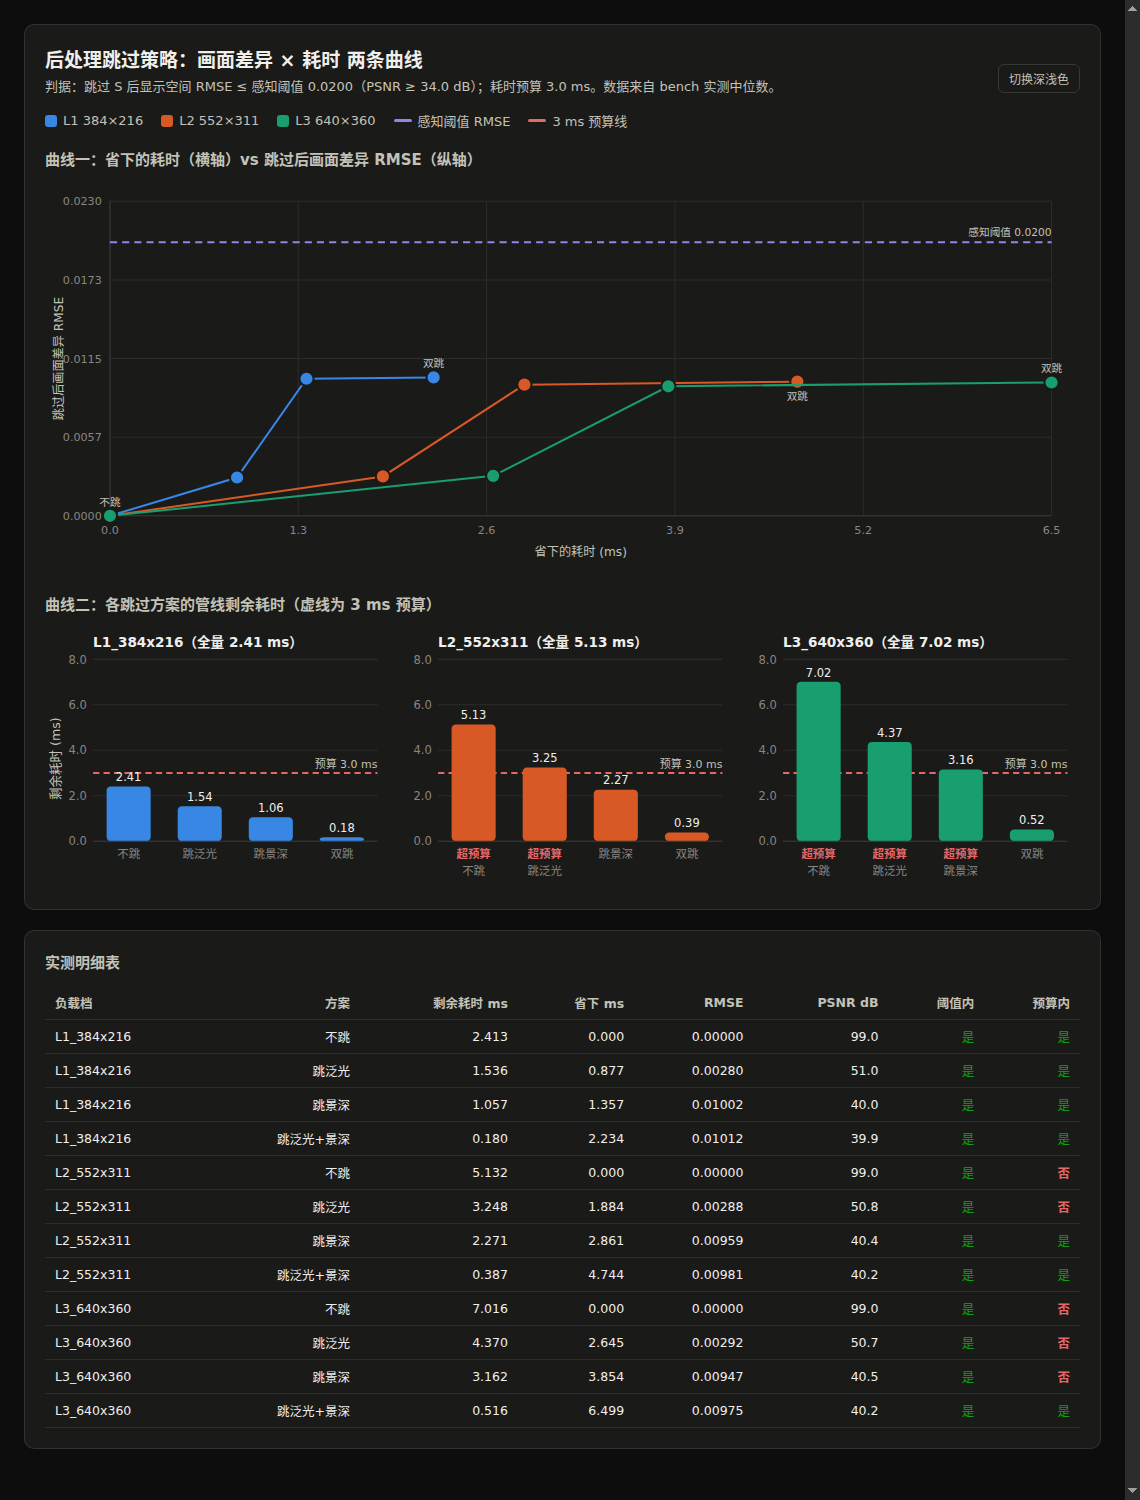 后处理跳过策略：画面差异 × 耗时 两条曲线
判据：跳过 S 后显示空间 RMSE ≤ 感知阈值 0.0200（PSNR ≥ 34.0 dB）；耗时预算 3.0 ms。数据来自 bench 实测中位数。
切换深浅色
L1 384×216 L2 552×311 L3 640×360 感知阈值 RMSE 3 ms 预算线
曲线一：省下的耗时（横轴）vs 跳过后画面差异 RMSE（纵轴）
0.0230
感知阈值 0.0200
0.0173
跳过后画面差异 RMSE
0.0115
双跳
双跳
双跳
0.0057
不跳
0.0000
0.0 1.3 2.6 3.9 5.2 6.5
省下的耗时 (ms)
曲线二：各跳过方案的管线剩余耗时（虚线为 3 ms 预算）
剩余耗时 (ms)
L1_384x216（全量 2.41 ms）
8.0
6.0
4.0
2.0
0.0
预算 3.0 ms
2.41 1.54 1.06 0.18
不跳 跳泛光 跳景深 双跳
L2_552x311（全量 5.13 ms）
8.0
6.0
4.0
2.0
0.0
预算 3.0 ms
5.13 3.25 2.27 0.39
超预算 超预算 跳景深 双跳
不跳 跳泛光
L3_640x360（全量 7.02 ms）
8.0
6.0
4.0
2.0
0.0
预算 3.0 ms
7.02 4.37 3.16 0.52
超预算 超预算 超预算 双跳
不跳 跳泛光 跳景深
实测明细表
负载档 方案 剩余耗时 ms 省下 ms RMSE PSNR dB 阈值内 预算内
L1_384x216 不跳 2.413 0.000 0.00000 99.0 是 是
L1_384x216 跳泛光 1.536 0.877 0.00280 51.0 是 是
L1_384x216 跳景深 1.057 1.357 0.01002 40.0 是 是
L1_384x216 跳泛光+景深 0.180 2.234 0.01012 39.9 是 是
L2_552x311 不跳 5.132 0.000 0.00000 99.0 是 否
L2_552x311 跳泛光 3.248 1.884 0.00288 50.8 是 否
L2_552x311 跳景深 2.271 2.861 0.00959 40.4 是 是
L2_552x311 跳泛光+景深 0.387 4.744 0.00981 40.2 是 是
L3_640x360 不跳 7.016 0.000 0.00000 99.0 是 否
L3_640x360 跳泛光 4.370 2.645 0.00292 50.7 是 否
L3_640x360 跳景深 3.162 3.854 0.00947 40.5 是 否
L3_640x360 跳泛光+景深 0.516 6.499 0.00975 40.2 是 是